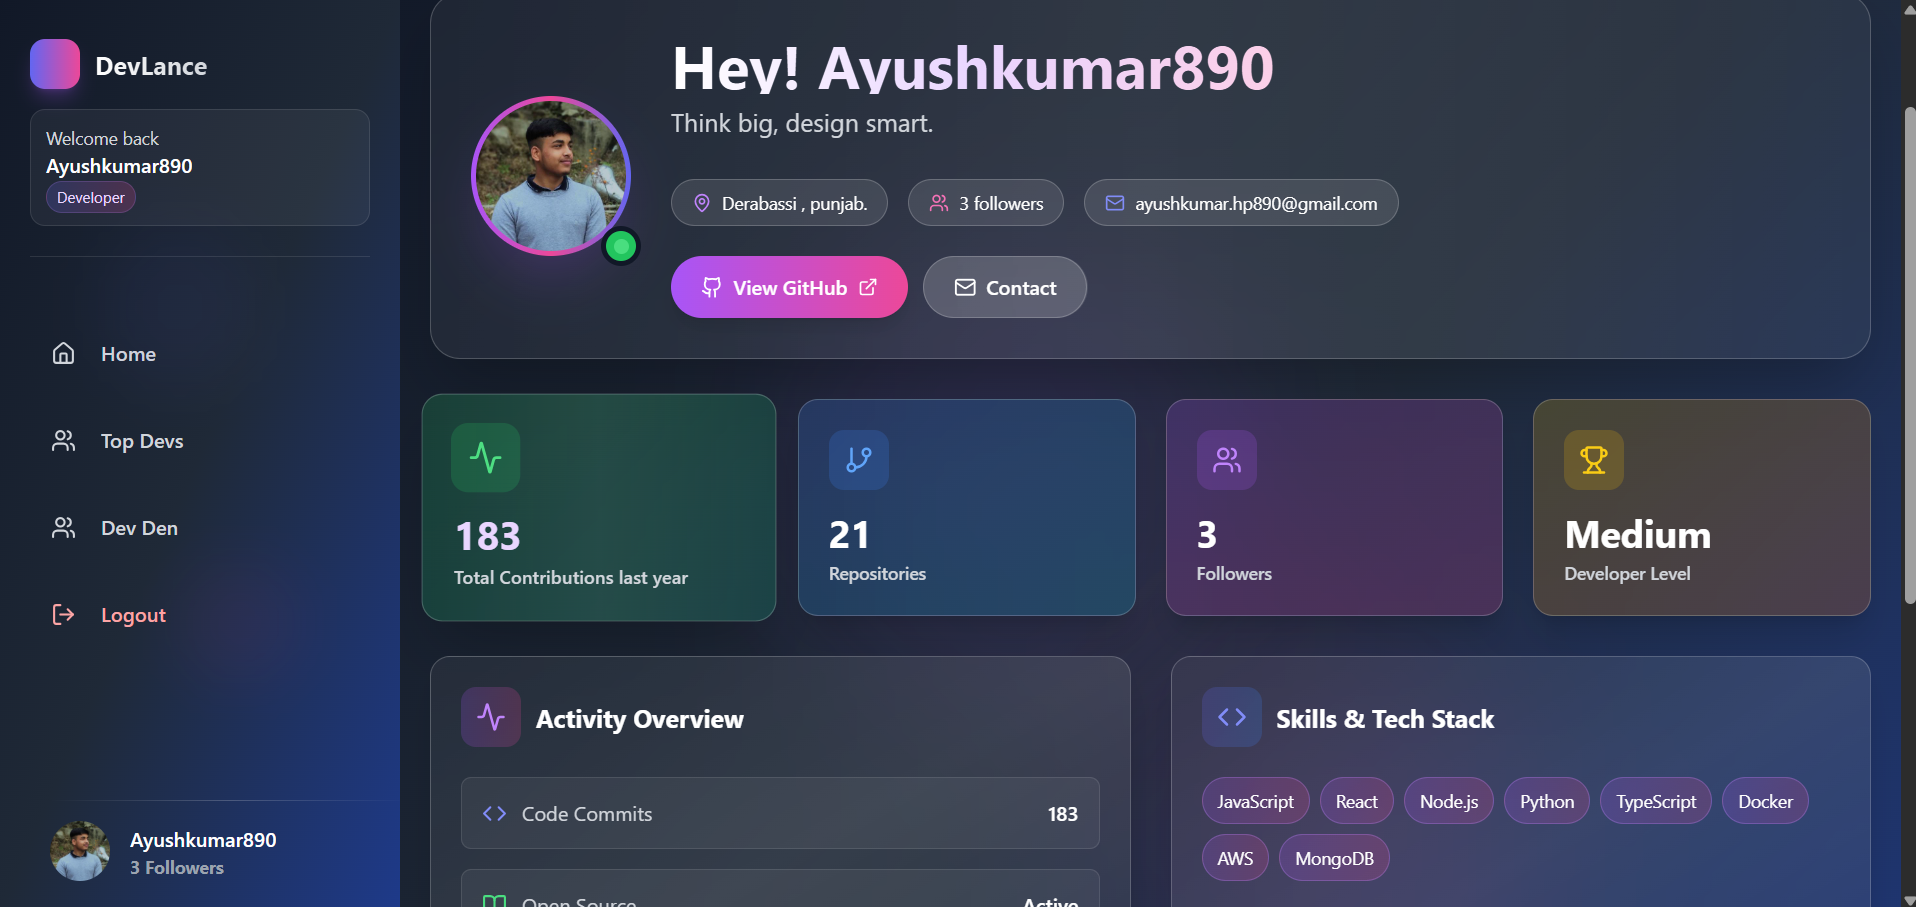 DevLance
Welcome back
Ayushkumar890
Developer
Home
Top Devs
Dev Den
Logout
Ayushkumar890
3 Followers
Hey! Ayushkumar890
Think big, design smart.
Derabassi , punjab.
3 followers
ayushkumar.hp890@gmail.com
View GitHub
Contact
183
Total Contributions last year
21
Repositories
3
Followers
Medium
Developer Level
Activity Overview
Code Commits
183
Open Source
Active
Skills & Tech Stack
JavaScript
React
Node.js
Python
TypeScript
Docker
AWS
MongoDB